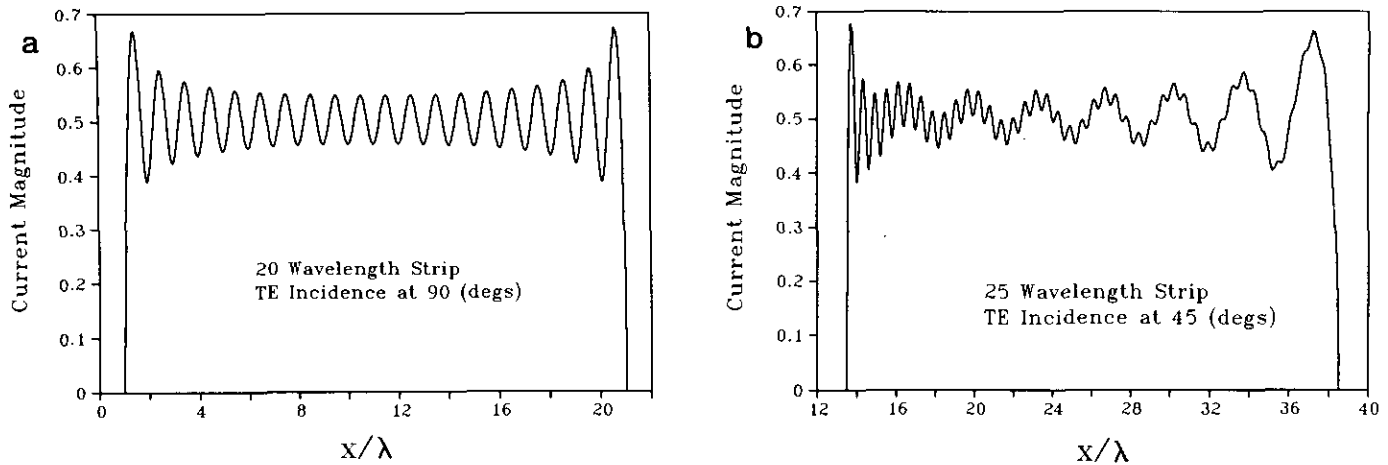 a
0.7
0.6
0.5
0.4
0.3
0.2
0.1
0
Current Magnitude
20 Wavelength Strip
TE Incidence at 90 (degs)
0 4 8 12 16 20
X/λ
b
0.7
0.6
0.5
0.4
0.3
0.2
0.1
0
Current Magnitude
25 Wavelength Strip
TE Incidence at 45 (degs)
12 16 20 24 28 32 36 40
X/λ